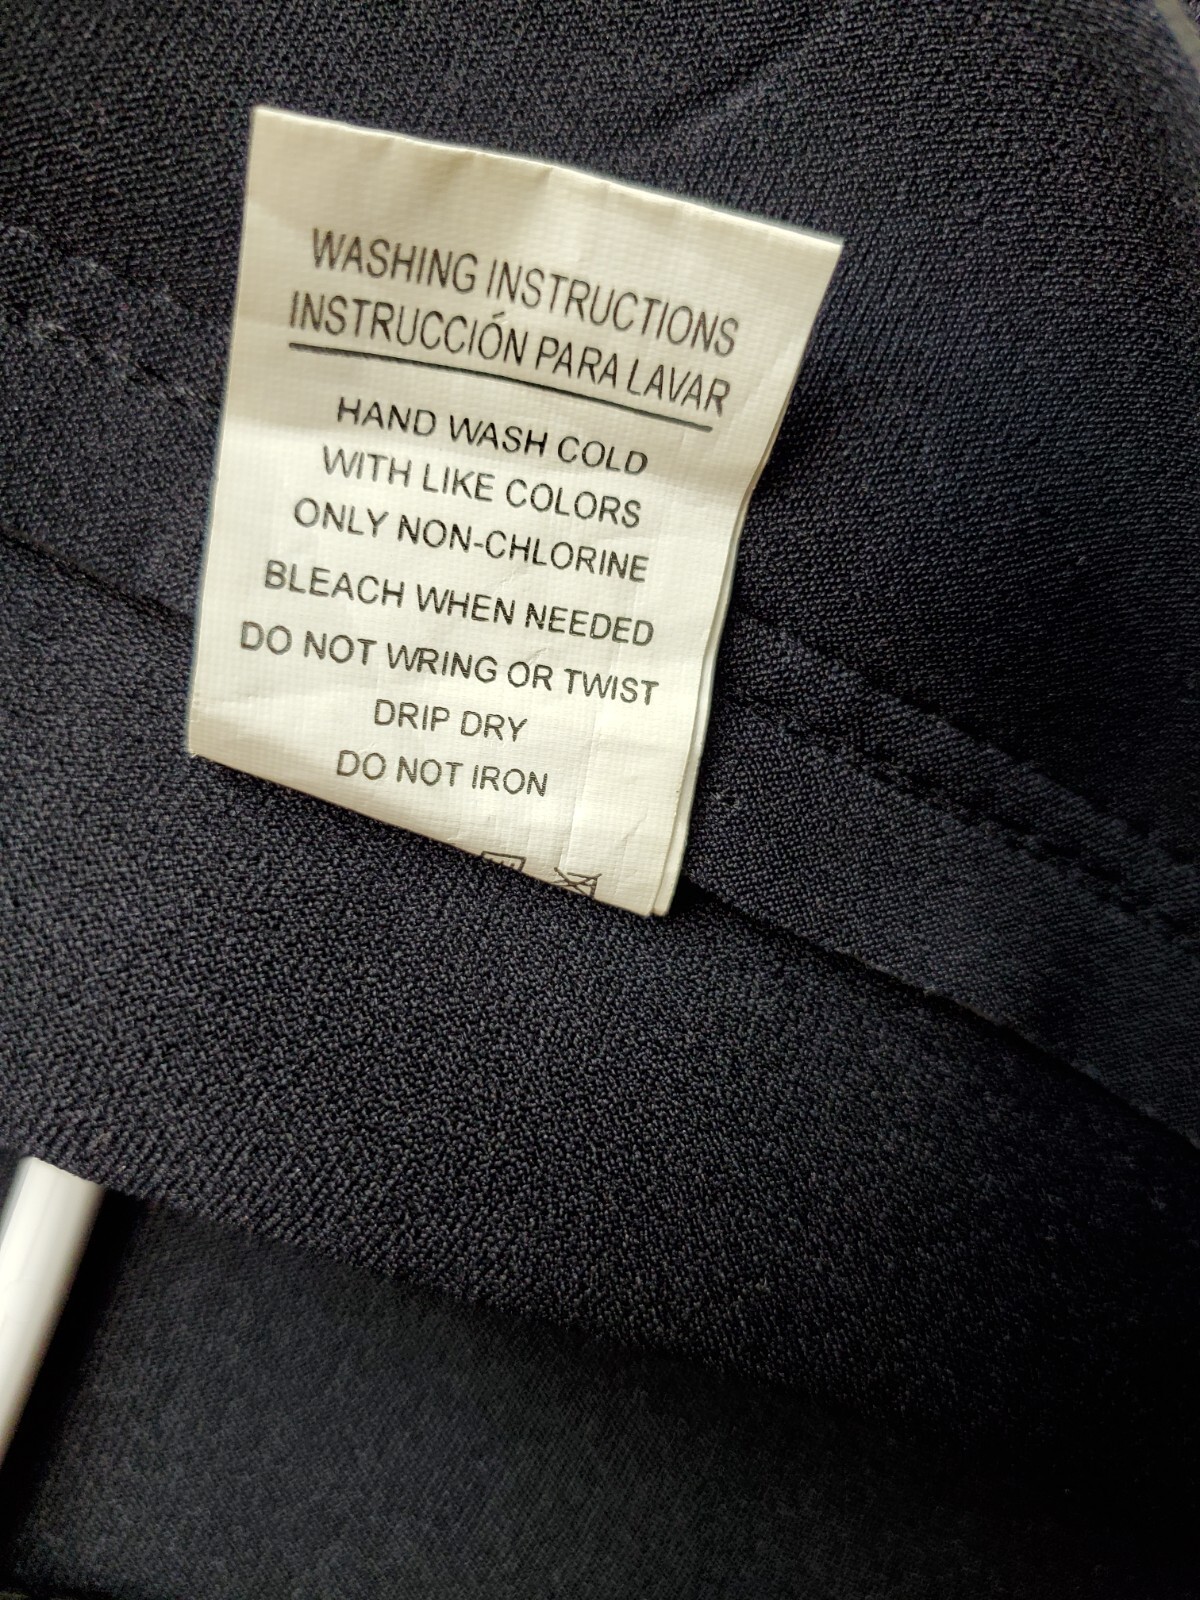 WASHING INSTRUCTIONS
INSTRUCCIÓN PARA LAVAR
HAND WASH COLD
WITH LIKE COLORS
ONLY NON-CHLORINE
BLEACH WHEN NEEDED
DO NOT WRING OR TWIST
DRIP DRY
DO NOT IRON